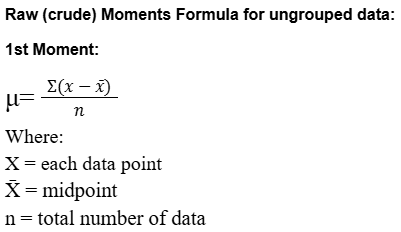 Raw (crude) Moments Formula for ungrouped data:
1st Moment:
μ= Σ(x − x̄) / n
Where:
X = each data point
X̄ = midpoint
n = total number of data